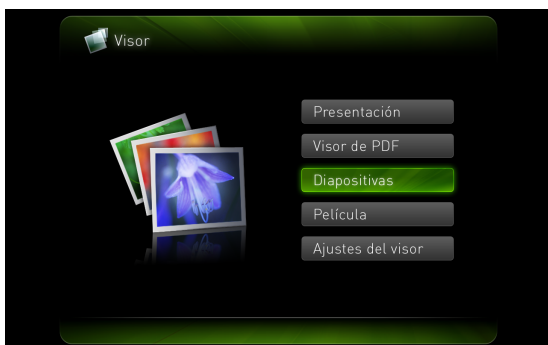 Visor
Presentación
Visor de PDF
Diapositivas
Película
Ajustes del visor